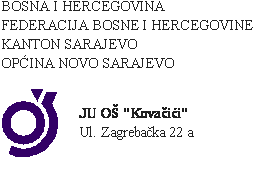 BOSNA I HERCEGOVINA
FEDERACIJA BOSNE I HERCEGOVINE
KANTON SARAJEVO
OPĆINA NOVO SARAJEVO
JU OŠ "Kovačići"
Ul. Zagrebačka 22 a